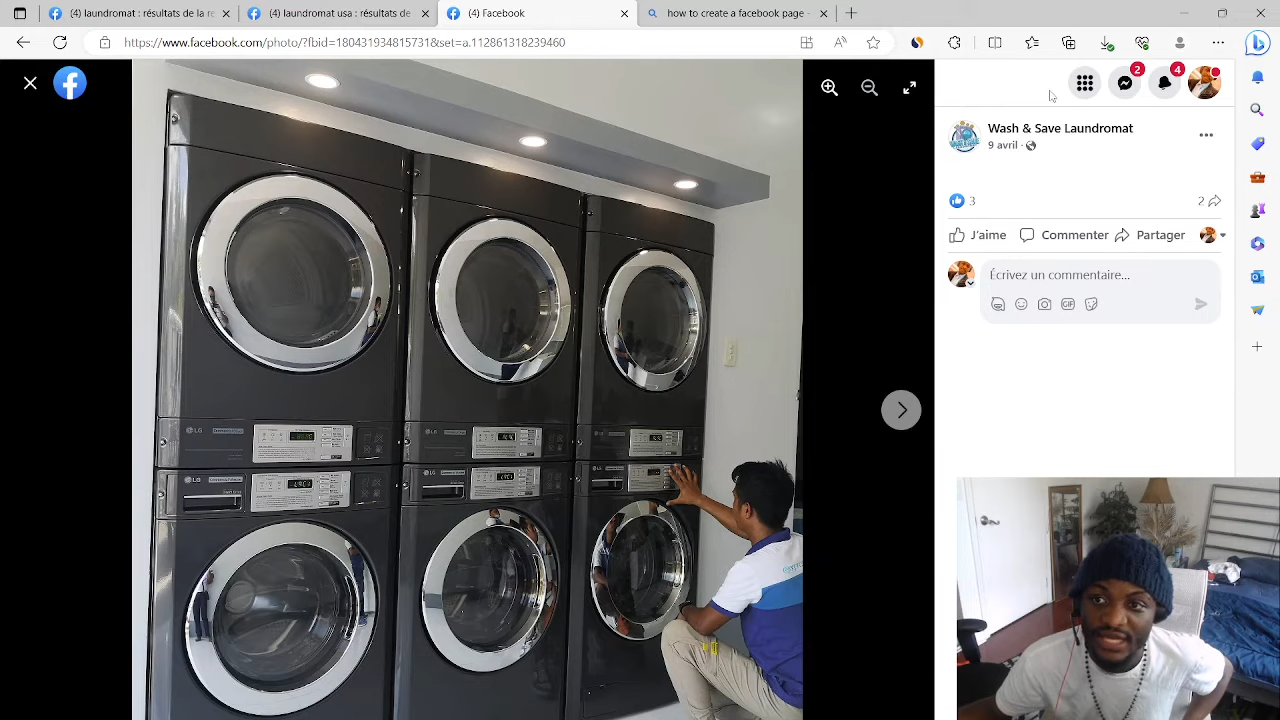 (4) laundromat : résultats de la re
(4) laundromat usa : résultats de
(4) Facebook
how to create a facebook page -
https://www.facebook.com/photo/?fbid=180431934815731&set=a.112861318239460
2
4
Wash & Save Laundromat
9 avril ·
3
2
J'aime
Commenter
Partager
Écrivez un commentaire...
GIF
LG
LG
LG
LG
LG
LG